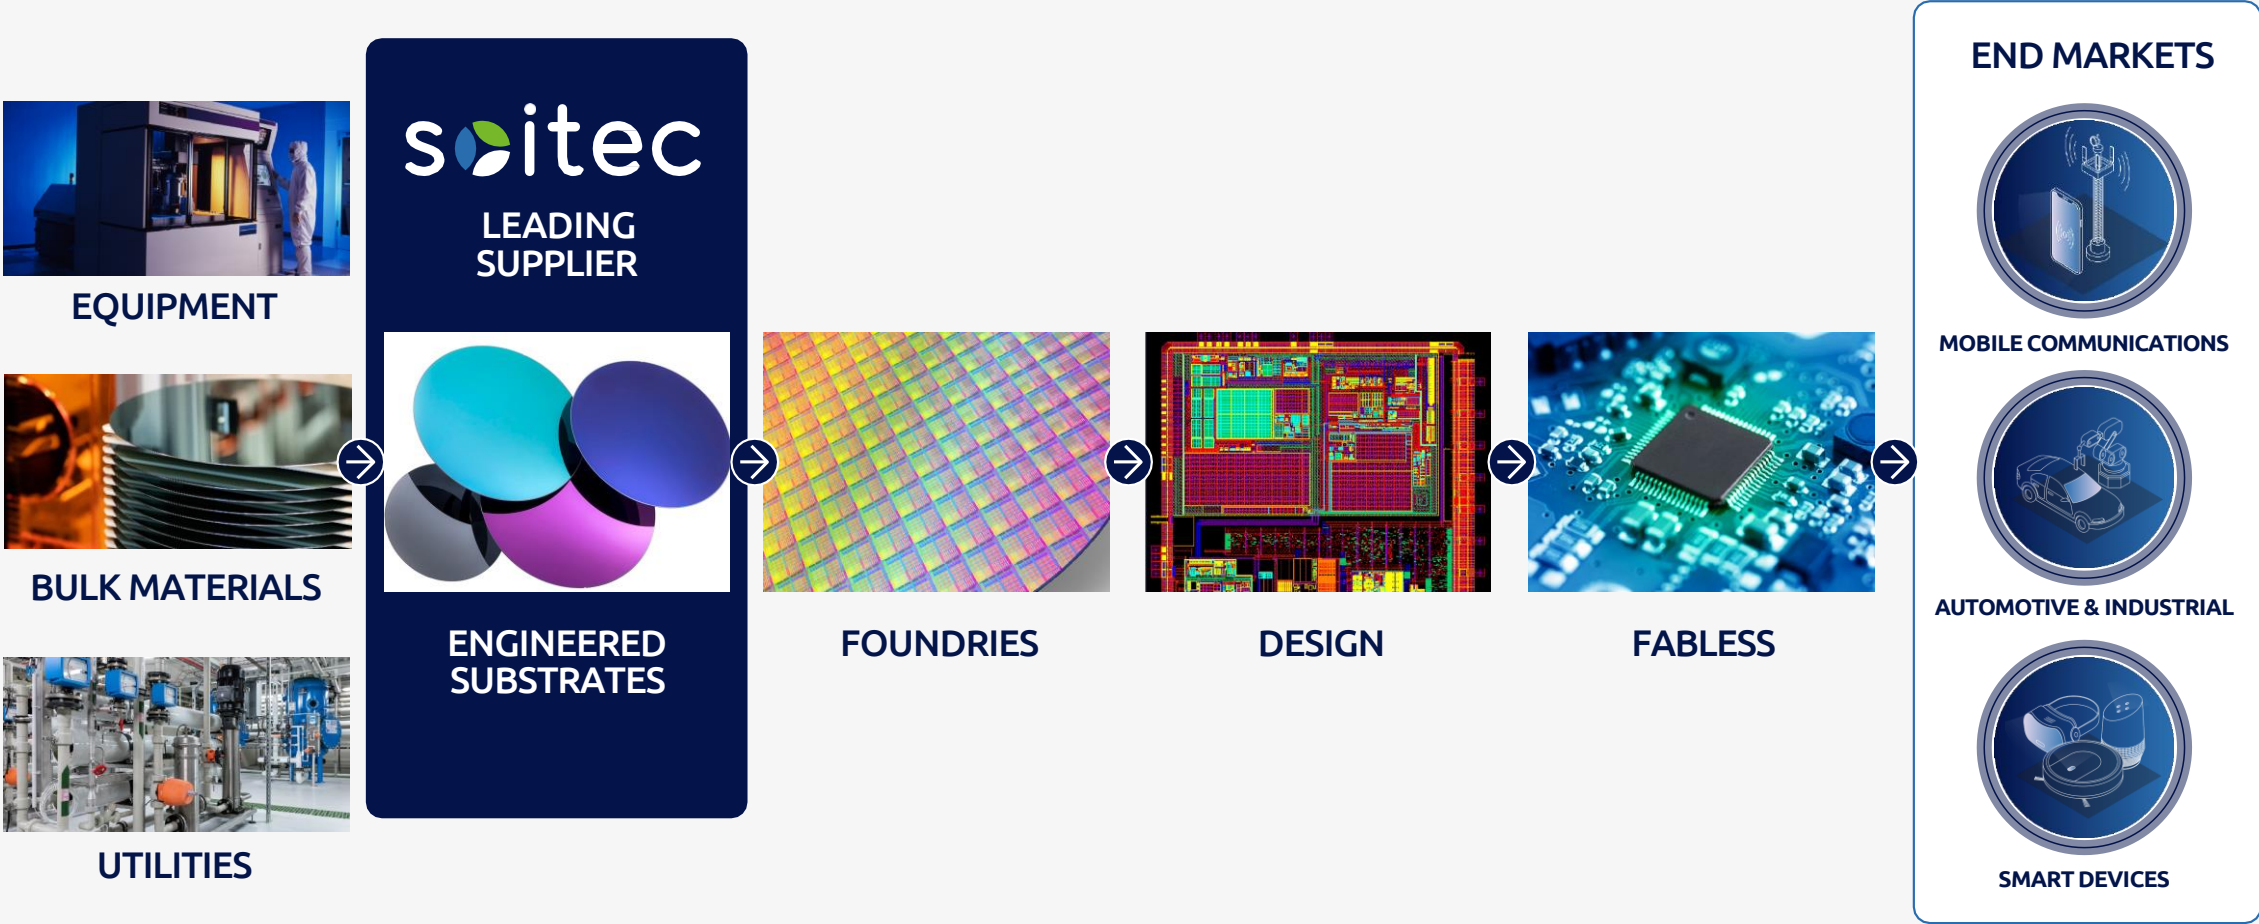 EQUIPMENT
BULK MATERIALS
UTILITIES
soitec
LEADING
SUPPLIER
ENGINEERED
SUBSTRATES
FOUNDRIES
DESIGN
FABLESS
END MARKETS
MOBILE COMMUNICATIONS
AUTOMOTIVE & INDUSTRIAL
SMART DEVICES